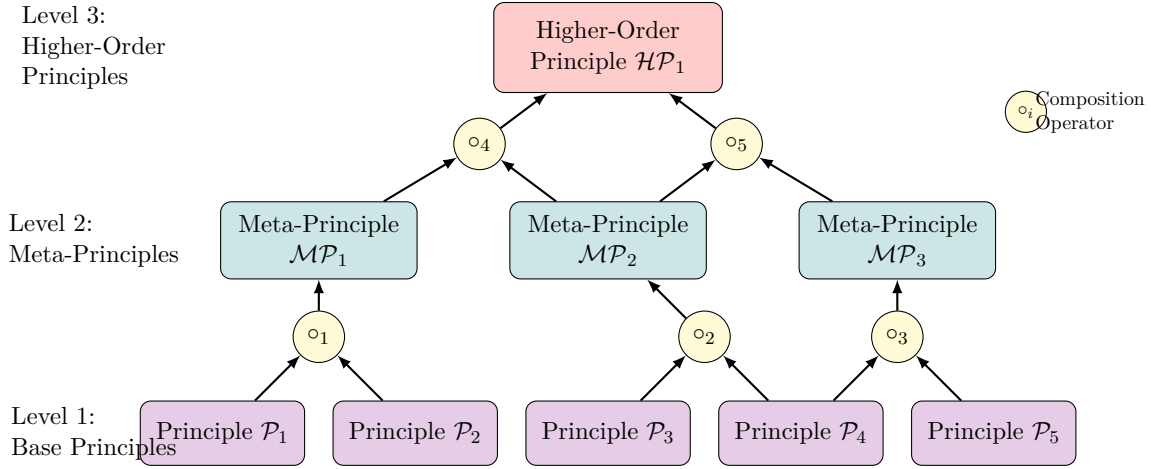 Level 3:
Higher-Order
Principles
Higher-Order
Principle 𝓗𝓟₁
∘ᵢ
Composition
Operator
∘₄
∘₅
Level 2:
Meta-Principles
Meta-Principle
𝓜𝓟₁
Meta-Principle
𝓜𝓟₂
Meta-Principle
𝓜𝓟₃
∘₁
∘₂
∘₃
Level 1:
Base Principles
Principle 𝓟₁
Principle 𝓟₂
Principle 𝓟₃
Principle 𝓟₄
Principle 𝓟₅